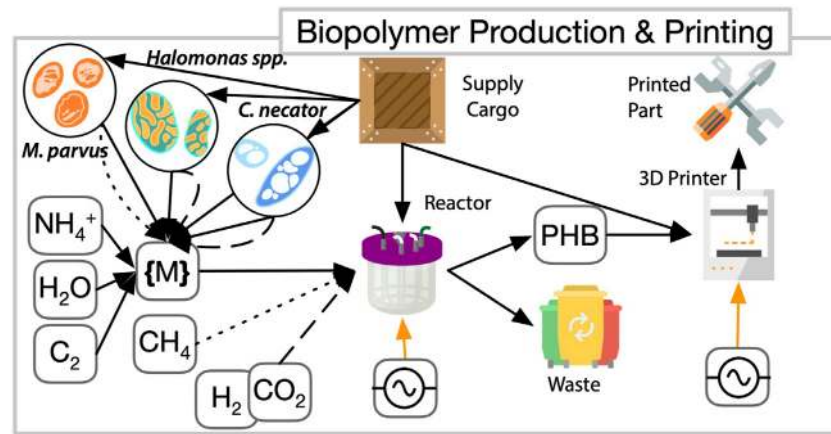 Biopolymer Production & Printing
Halomonas spp.
C. necator
M. parvus
Supply
Cargo
Printed
Part
3D Printer
Reactor
NH₄⁺
H₂O
C₂
{M}
CH₄
H₂
CO₂
PHB
Waste